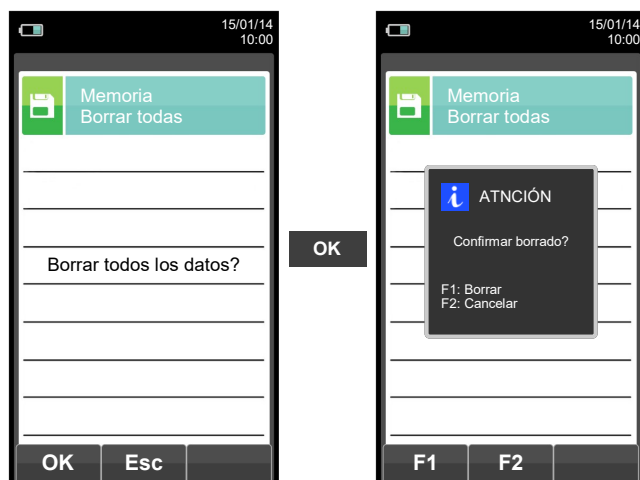 15/01/14
10:00
Memoria
Borrar todas
Borrar todos los datos?
OK
Esc
OK
15/01/14
10:00
Memoria
Borrar todas
ATNCIÓN
Confirmar borrado?
F1: Borrar
F2: Cancelar
F1
F2